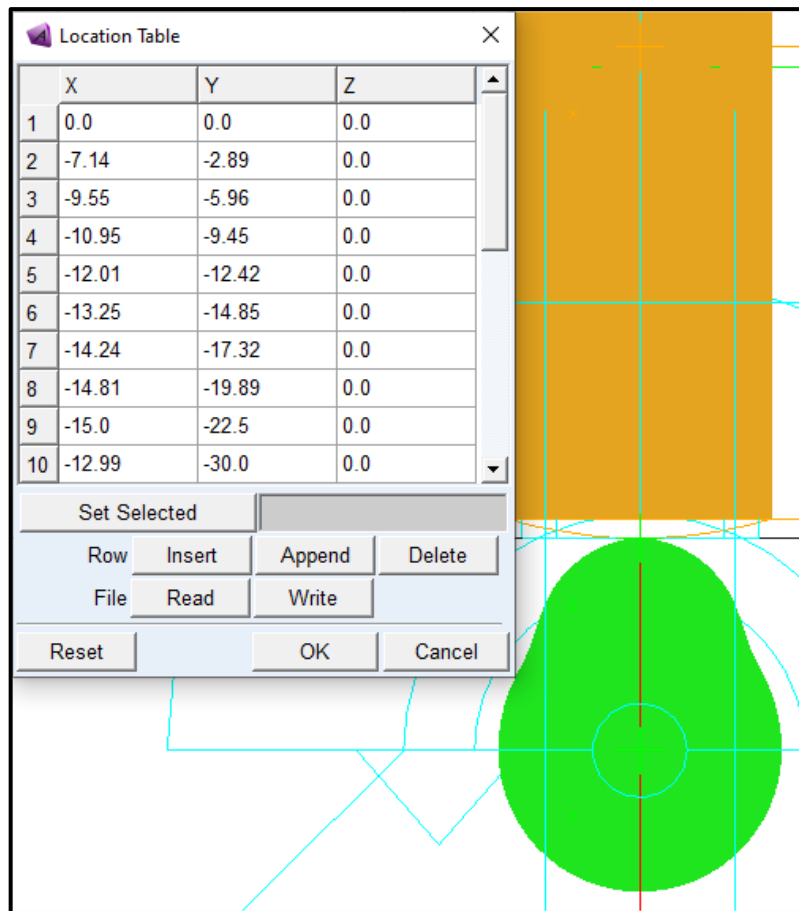 Location Table
X Y Z
1 0.0 0.0 0.0
2 -7.14 -2.89 0.0
3 -9.55 -5.96 0.0
4 -10.95 -9.45 0.0
5 -12.01 -12.42 0.0
6 -13.25 -14.85 0.0
7 -14.24 -17.32 0.0
8 -14.81 -19.89 0.0
9 -15.0 -22.5 0.0
10 -12.99 -30.0 0.0
Set Selected
Row Insert Append Delete
File Read Write
Reset OK Cancel